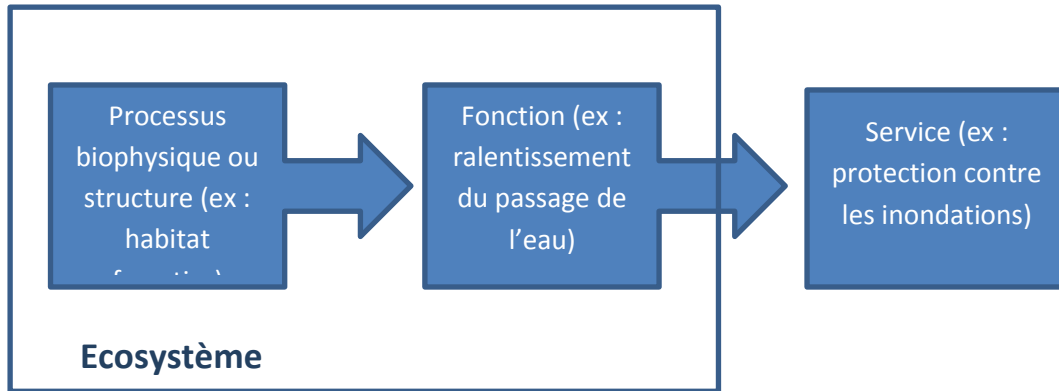 Processus
biophysique ou
structure (ex :
habitat
Fonction (ex :
ralentissement
du passage de
l’eau)
Service (ex :
protection contre
les inondations)
Ecosystème